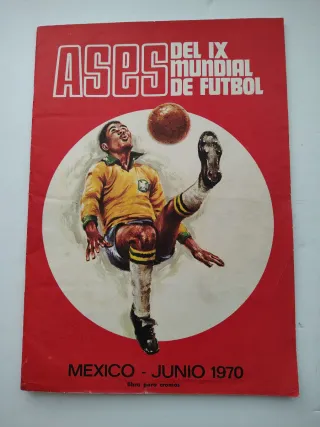 ASES DEL IX
MUNDIAL
DE FUTBOL
MEXICO - JUNIO 1970